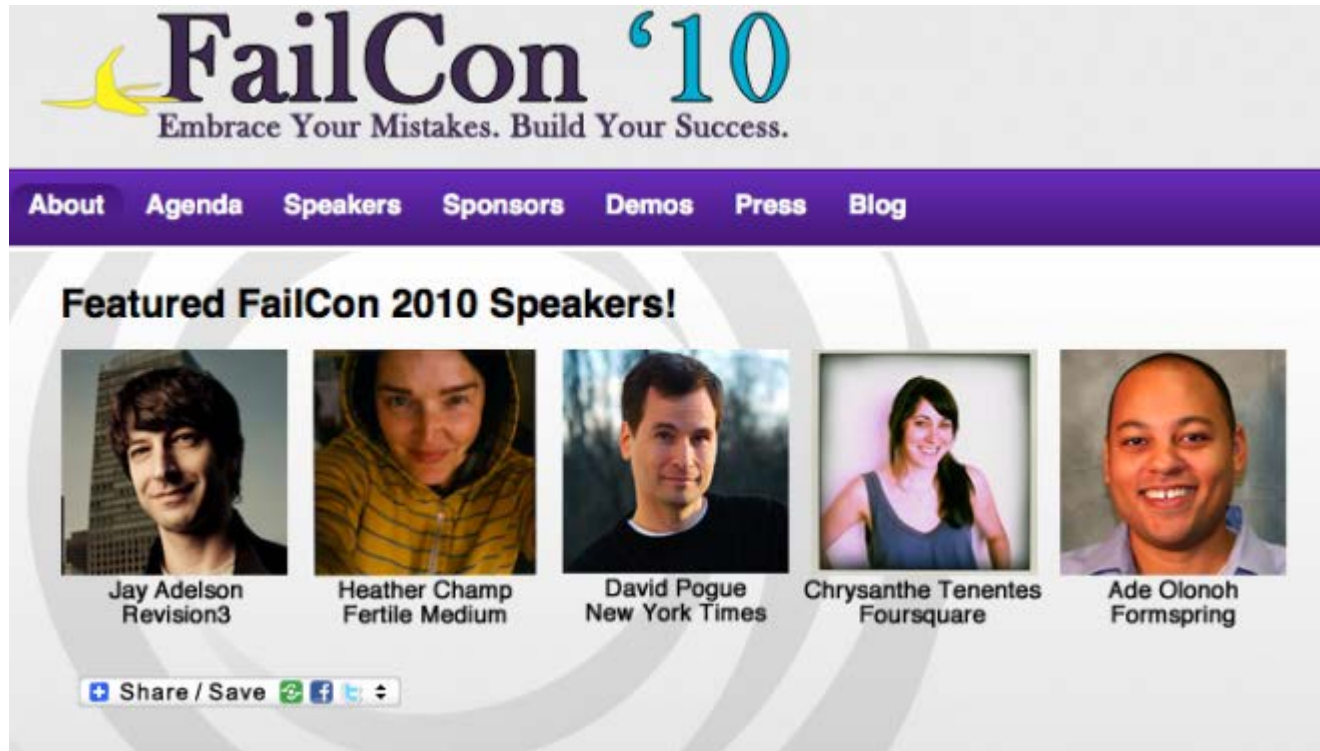 FailCon ‘10
Embrace Your Mistakes. Build Your Success.
About Agenda Speakers Sponsors Demos Press Blog
Featured FailCon 2010 Speakers!
Jay Adelson
Revision3
Heather Champ
Fertile Medium
David Pogue
New York Times
Chrysanthe Tenentes
Foursquare
Ade Olonoh
Formspring
Share / Save